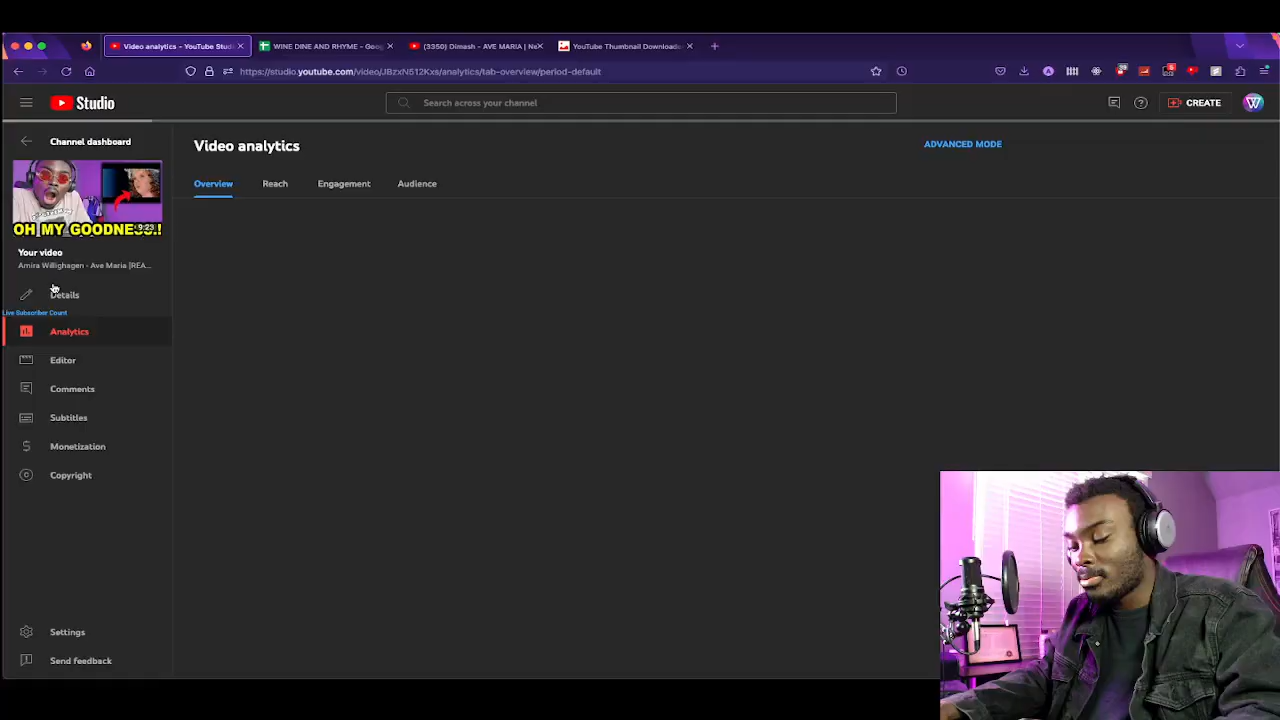 Video analytics - YouTube Studi
WINE DINE AND RHYME - Goog
(3350) Dimash - AVE MARIA | Ne
YouTube Thumbnail Downloade
https://studio.youtube.com/video/JBzxN512Kxs/analytics/tab-overview/period-default
Studio
Search across your channel
CREATE
Channel dashboard
Video analytics
ADVANCED MODE
Overview
Reach
Engagement
Audience
OH MY GOODNESS.!
9:23
Your video
Amira Willighagen - Ave Maria |REA...
Details
Live Subscriber Count
Analytics
Editor
Comments
Subtitles
Monetization
Copyright
Settings
Send feedback